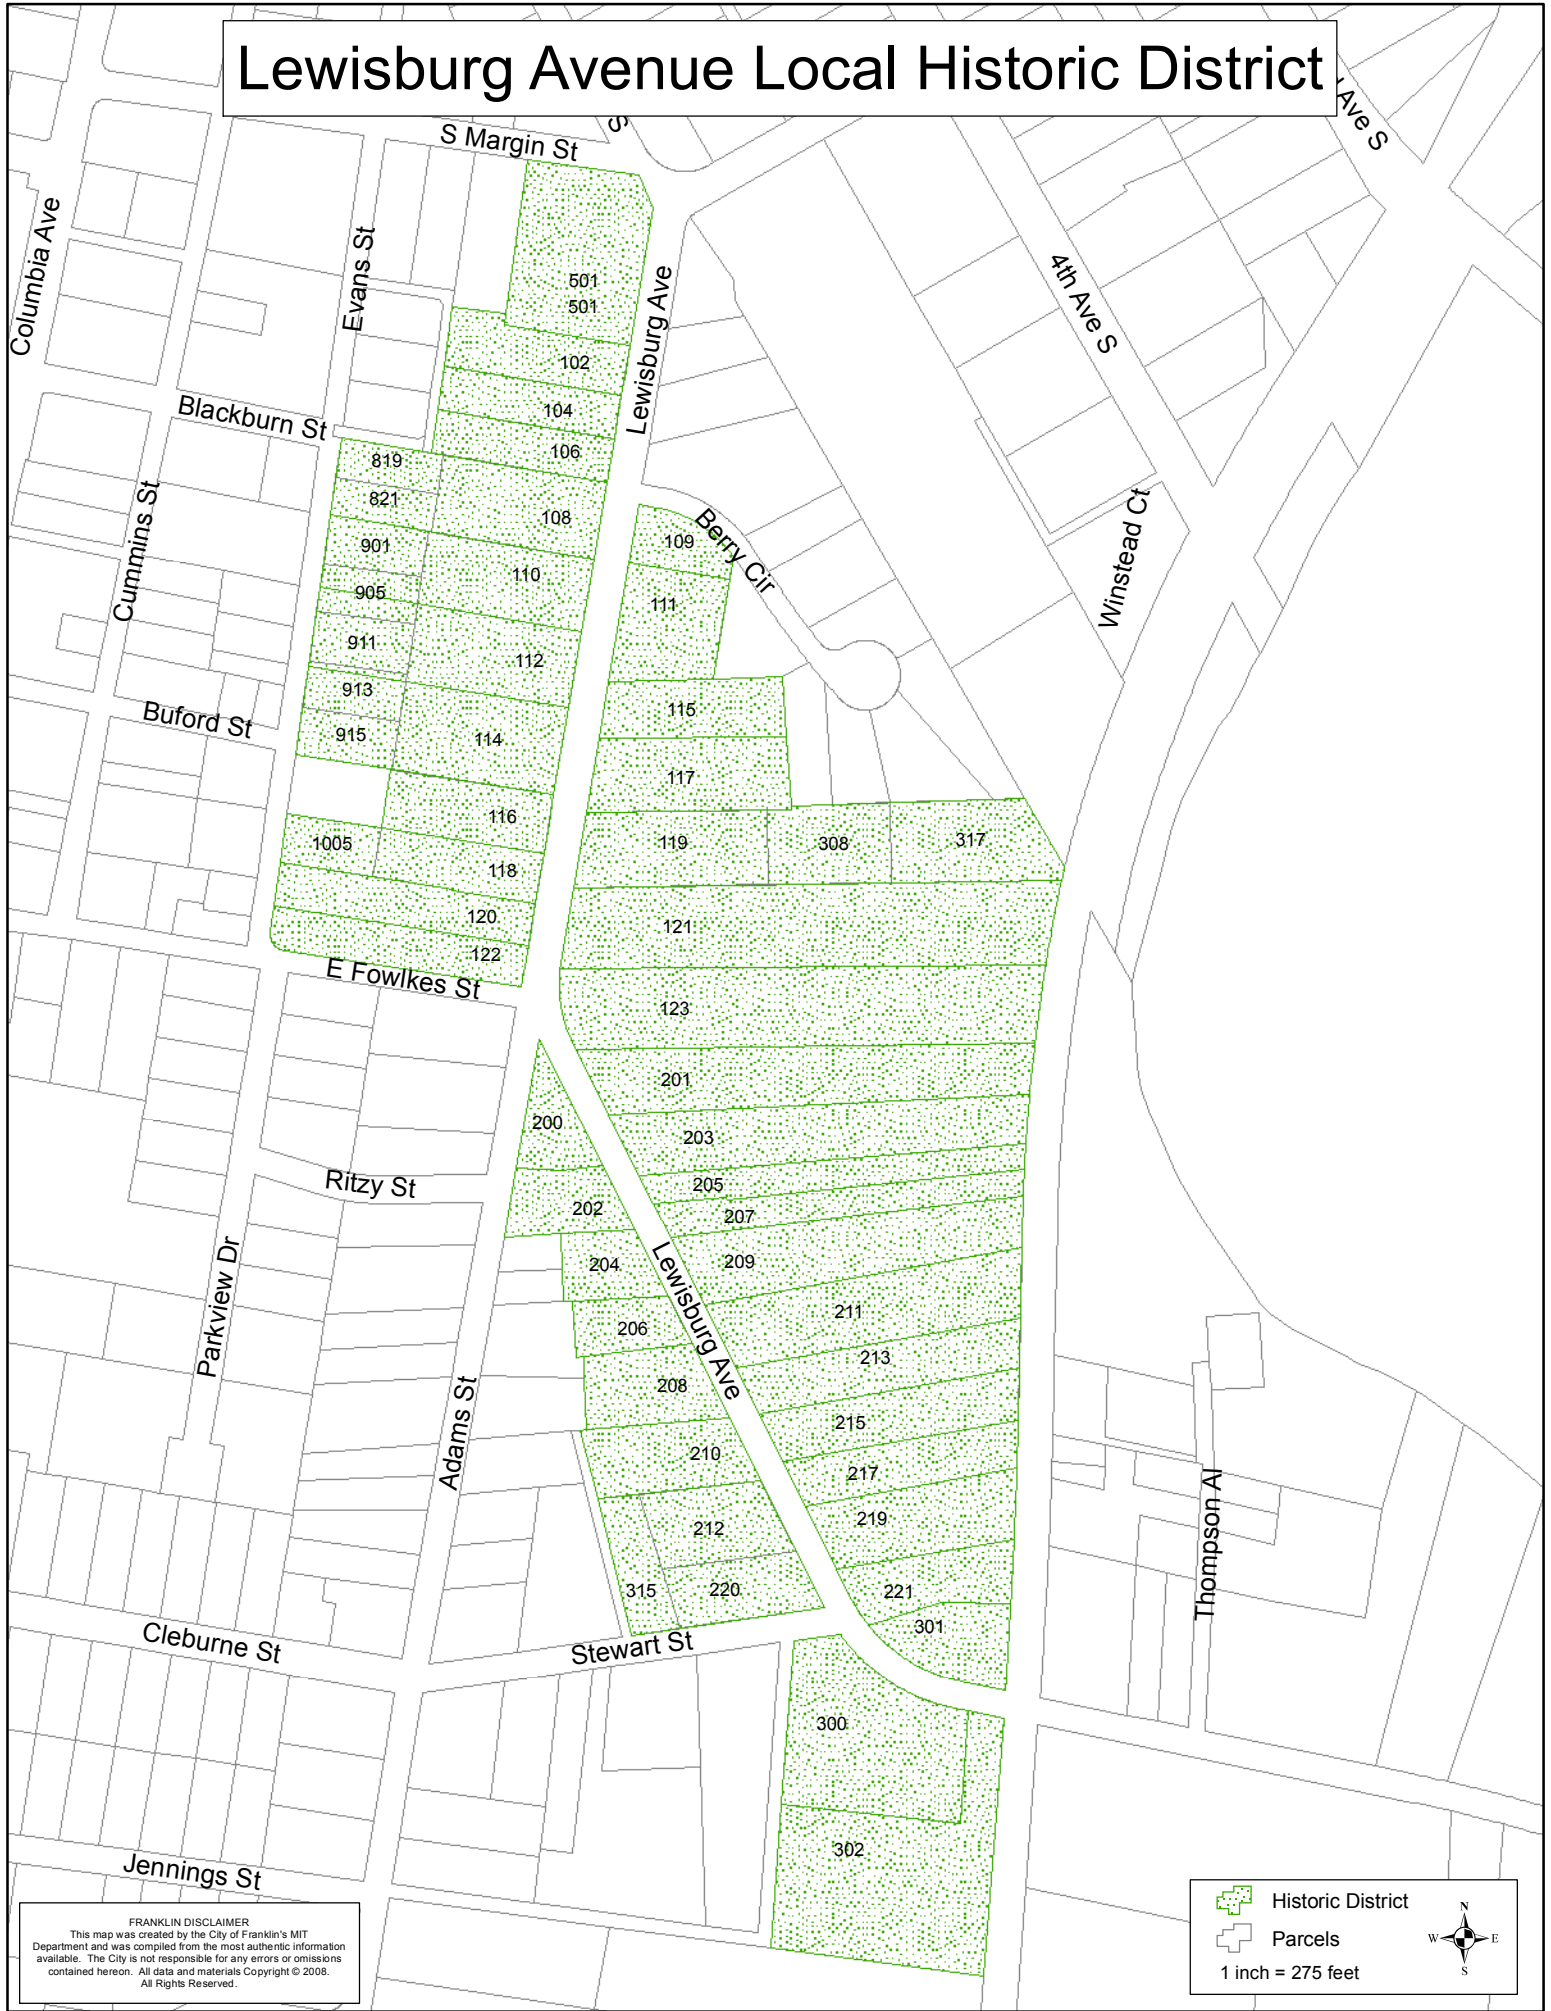 Lewisburg Avenue Local Historic District
S
Ave S
S Margin St
Columbia Ave
Evans St
Lewisburg Ave
4th Ave S
501
501
102
104
106
Blackburn St
819
821
108
Cummins St
901
110
905
911
112
109
Berry Cir
111
Winstead Ct
913
915
114
115
Buford St
117
116
1005
118
119
308
317
120
121
122
E Fowlkes St
123
201
200
203
Ritzy St
205
202
207
204
209
Lewisburg Ave
Parkview Dr
206
211
213
208
Adams St
215
210
217
212
219
Thompson Al
315
220
221
301
Cleburne St
Stewart St
300
302
Jennings St
FRANKLIN DISCLAIMER
This map was created by the City of Franklin's MIT
Department and was compiled from the most authentic information
available. The City is not responsible for any errors or omissions
contained hereon. All data and materials Copyright © 2008.
All Rights Reserved.
Historic District
Parcels
1 inch = 275 feet
N
W
E
S